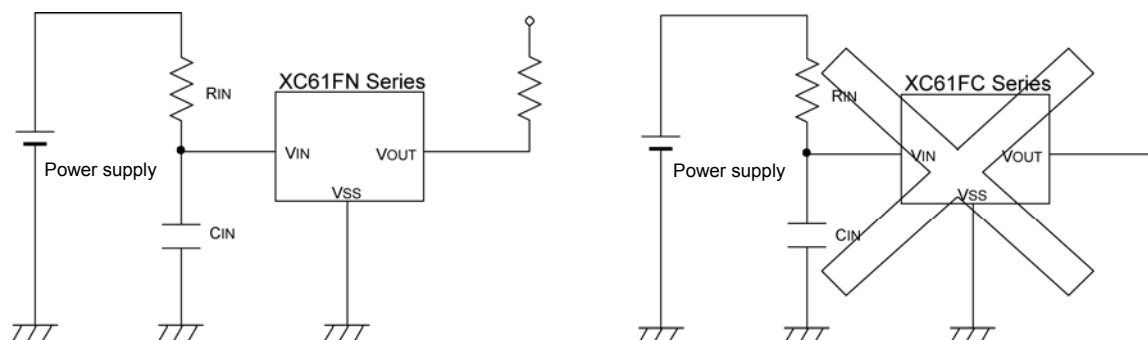 XC61FN Series
RIN
VIN
VOUT
Power supply
VSS
CIN
XC61FC Series
RIN
VIN
VOUT
Power supply
VSS
CIN